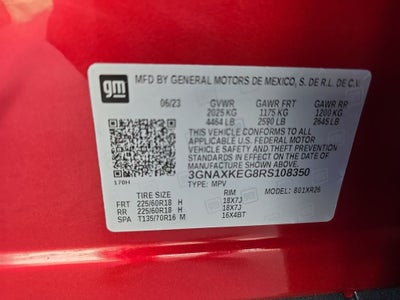 gm
MFD BY GENERAL MOTORS DE MEXICO, S. DE R.L. DE C.V.
06/23 GVWR GAWR FRT GAWR RR
2025 KG 1175 KG 1200 KG
4464 LB 2590 LB 2645 LB
THIS VEHICLE CONFORMS TO ALL APPLICABLE
U.S. FEDERAL MOTOR VEHICLE SAFETY, BUMPER,
AND THEFT PREVENTION STANDARDS
IN EFFECT ON THE DATE OF
MANUFACTURE SHOWN ABOVE.
170H
3GNAXKEG8RS108350
TYPE: MPV
TIRE SIZE RIM MODEL: 801XR26
FRT 225/60R18 H 18X7J
RR 225/60R18 H 18X7J
SPA T135/70R16 M 16X4BT